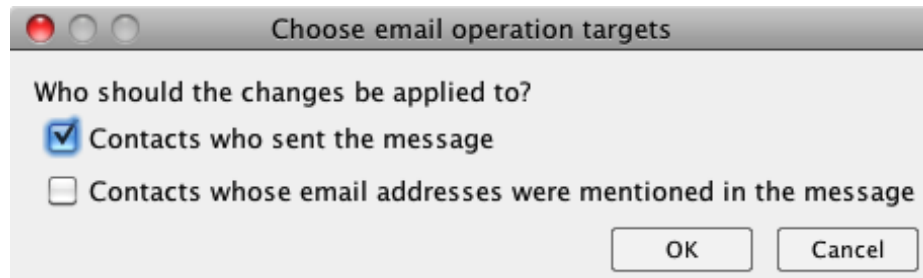 Choose email operation targets
Who should the changes be applied to?
Contacts who sent the message
Contacts whose email addresses were mentioned in the message
OK Cancel